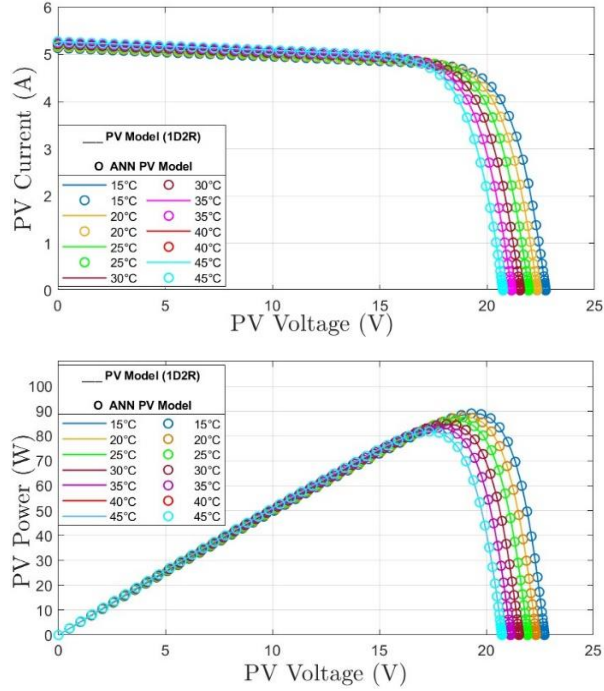 6
5
4
3
2
1
0
PV Current (A)
___ PV Model (1D2R)
O ANN PV Model
15°C 30°C
15°C 35°C
20°C 35°C
20°C 40°C
25°C 40°C
25°C 45°C
30°C 45°C
0 5 10 15 20 25
PV Voltage (V)
100
90
80
70
60
50
40
30
20
10
0
PV Power (W)
___ PV Model (1D2R)
O ANN PV Model
15°C 15°C
20°C 20°C
25°C 25°C
30°C 30°C
35°C 35°C
40°C 40°C
45°C 45°C
0 5 10 15 20 25
PV Voltage (V)